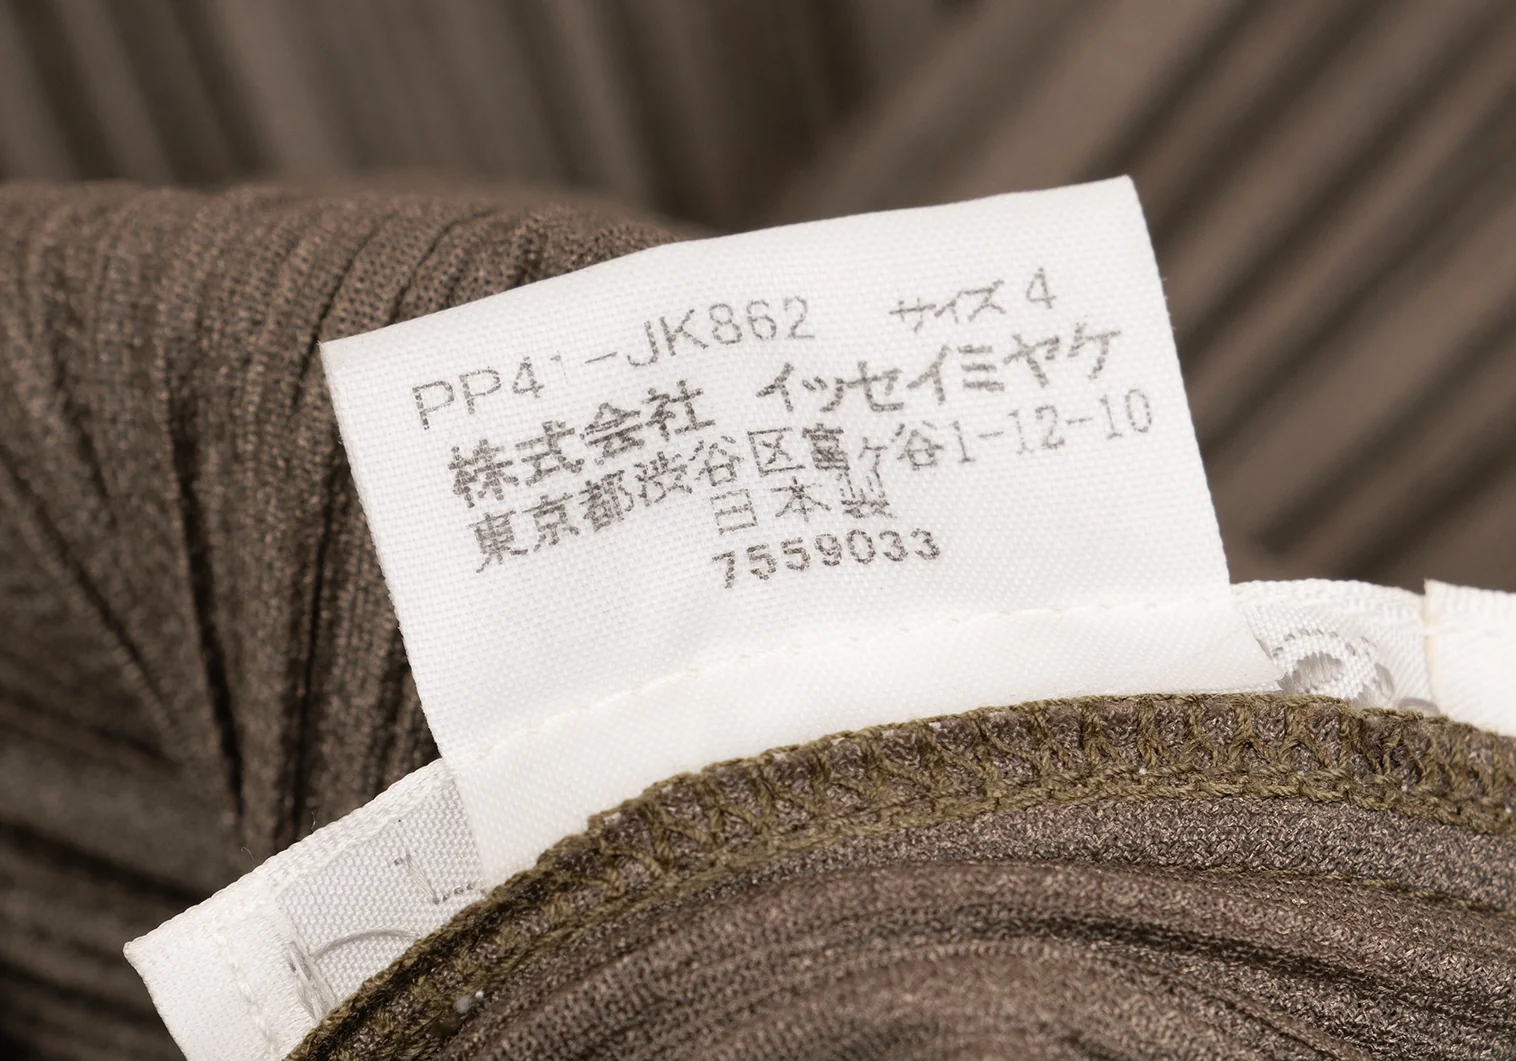 PP41-JK862 サイズ 4
株式会社 イッセイミヤケ
東京都渋谷区富ヶ谷1-12-10
日本製
7559033